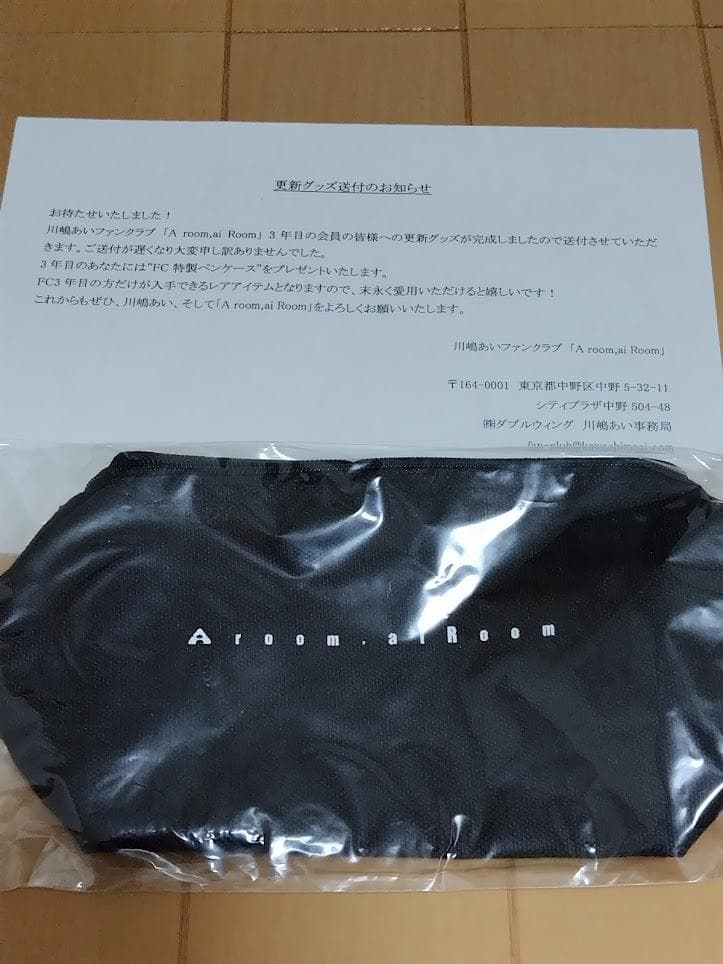 更新グッズ送付のお知らせ
お待たせいたしました！
川嶋あいファンクラブ「A room,ai Room」3 年目の会員の皆様への更新グッズが完成しましたので送付させていただ
きます。ご送付が遅くなり大変申し訳ありませんでした。
3 年目のあなたには"FC 特製ペンケース"をプレゼントいたします。
FC3 年目の方だけが入手できるレアアイテムとなりますので、末永く愛用いただけると嬉しいです！
これからもぜひ、川嶋あい、そして「A room,ai Room」をよろしくお願いいたします。
川嶋あいファンクラブ 「A room,ai Room」
〒164-0001 東京都中野区中野 5-32-11
シティプラザ中野 504-48
㈱ダブルウィング 川嶋あい事務局
A room, ai Room